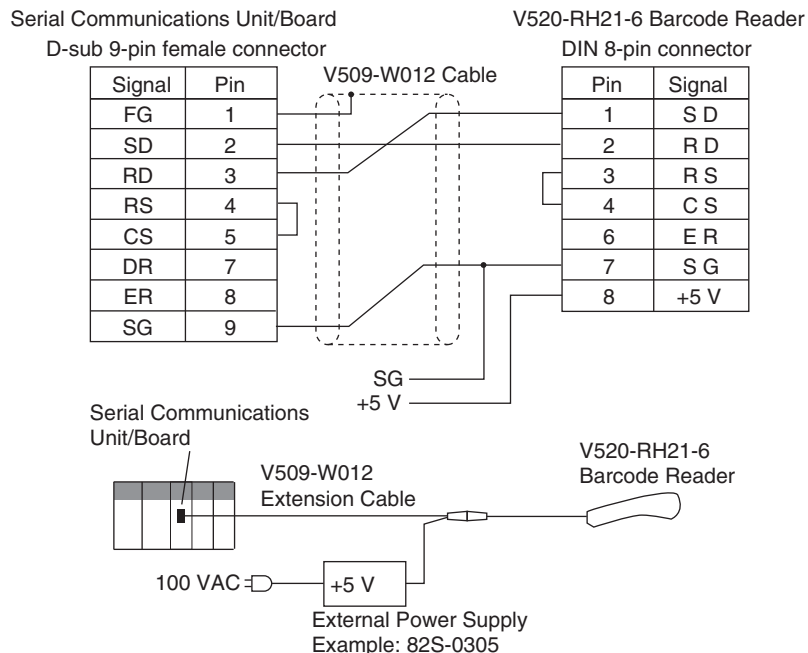 Serial Communications Unit/Board V520-RH21-6 Barcode Reader
D-sub 9-pin female connector DIN 8-pin connector
V509-W012 Cable
Signal Pin Pin Signal
FG 1 1 S D
SD 2 2 R D
RD 3 3 R S
RS 4 4 C S
CS 5 6 E R
DR 7 7 S G
ER 8 8 +5 V
SG 9
SG
+5 V
Serial Communications
Unit/Board
V509-W012
Extension Cable
V520-RH21-6
Barcode Reader
100 VAC +5 V
External Power Supply
Example: 82S-0305